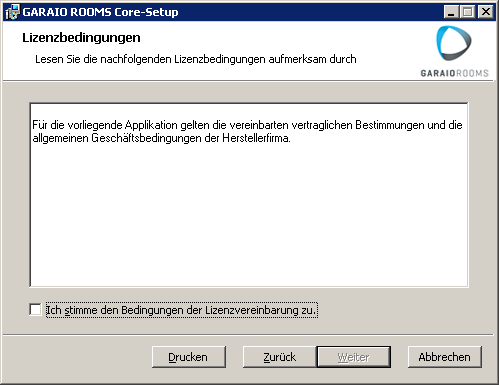 GARAIO ROOMS Core-Setup
Lizenzbedingungen
Lesen Sie die nachfolgenden Lizenzbedingungen aufmerksam durch
GARAIOROOMS
Für die vorliegende Applikation gelten die vereinbarten vertraglichen Bestimmungen und die
allgemeinen Geschäftsbedingungen der Herstellerfirma.
Ich stimme den Bedingungen der Lizenzvereinbarung zu.
Drucken Zurück Weiter Abbrechen